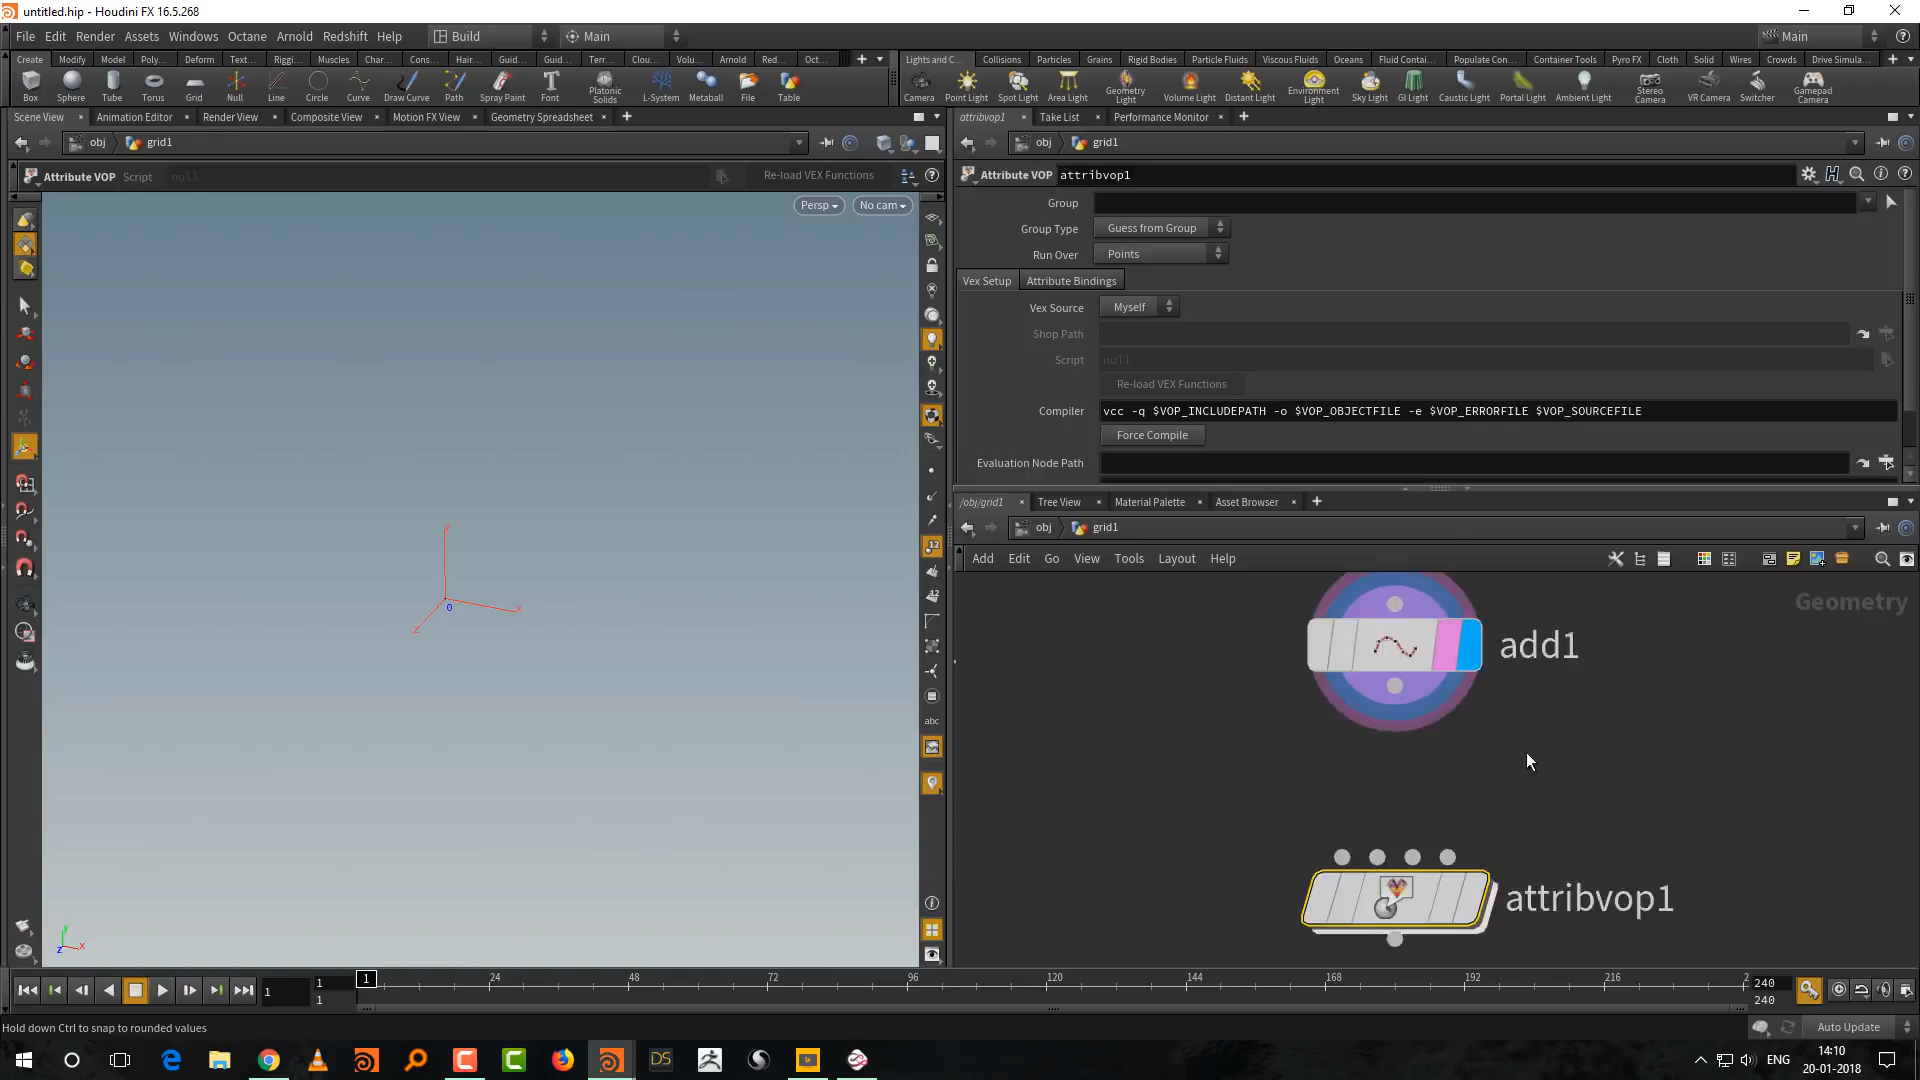 untitled.hip - Houdini FX 16.5.268
File Edit Render Assets Windows Octane Arnold Redshift Help Build Main Main
Create Modify Model Poly... Deform Text... Riggi... Muscles Char... Cons... Hair... Guid... Guid... Terr... Clou... Volu... Arnold Red... Oct...
Lights and C... Collisions Particles Grains Rigid Bodies Particle Fluids Viscous Fluids Oceans Fluid Contai... Populate Con... Container Tools Pyro FX Cloth Solid Wires Crowds Drive Simula...
Box Sphere Tube Torus Grid Null Line Circle Curve Draw Curve Path Spray Paint Font Platonic Solids L-System Metaball File Table
Camera Point Light Spot Light Area Light Geometry Light Volume Light Distant Light Environment Light Sky Light GI Light Caustic Light Portal Light Ambient Light Stereo Camera VR Camera Switcher Gamepad Camera
Scene View Animation Editor Render View Composite View Motion FX View Geometry Spreadsheet
obj grid1
Attribute VOP Script null Re-load VEX Functions
Persp No cam
y
x
z
0
y
z x
12
12
abc
attribvop1 Take List Performance Monitor
obj grid1
Attribute VOP attribvop1
Group
Group Type Guess from Group
Run Over Points
Vex Setup Attribute Bindings
Vex Source Myself
Shop Path
Script null
Re-load VEX Functions
Compiler vcc -q $VOP_INCLUDEPATH -o $VOP_OBJECTFILE -e $VOP_ERRORFILE $VOP_SOURCEFILE
Force Compile
Evaluation Node Path
/obj/grid1 Tree View Material Palette Asset Browser
obj grid1
Add Edit Go View Tools Layout Help
Geometry
add1
attribvop1
1 1 1 1 24 48 72 96 120 144 168 192 216 2 240 240
Hold down Ctrl to snap to rounded values
Auto Update
DS
ENG
14:10
20-01-2018